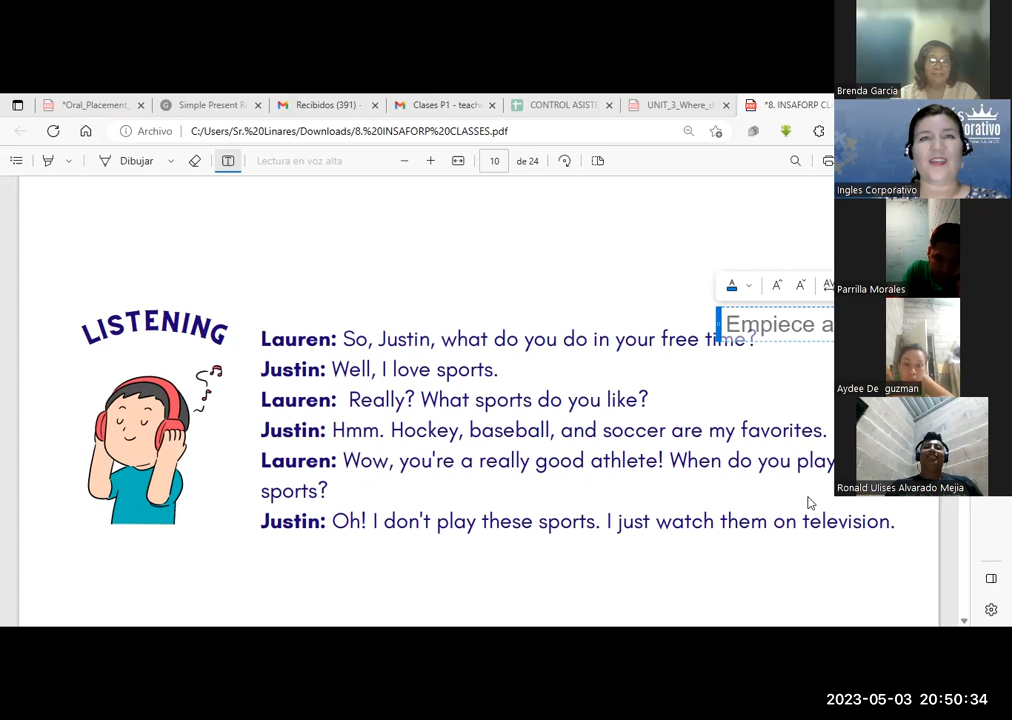 *Oral_Placement_
Simple Present R
Recibidos (391) -
Clases P1 - teach
CONTROL ASIST
UNIT_3_Where_d
*8. INSAFORP CL
Archivo
C:/Users/Sr.%20Linares/Downloads/8.%20INSAFORP%20CLASSES.pdf
Dibujar
Lectura en voz alta
10
de 24
LISTENING
Empiece a
Lauren: So, Justin, what do you do in your free time?
Justin: Well, I love sports.
Lauren: Really? What sports do you like?
Justin: Hmm. Hockey, baseball, and soccer are my favorites.
Lauren: Wow, you're a really good athlete! When do you play
sports?
Justin: Oh! I don't play these sports. I just watch them on television.
Brenda Garcia
Ingles Corporativo
Parrilla Morales
Aydee De guzman
Ronald Ulises Alvarado Mejia
2023-05-03 20:50:34